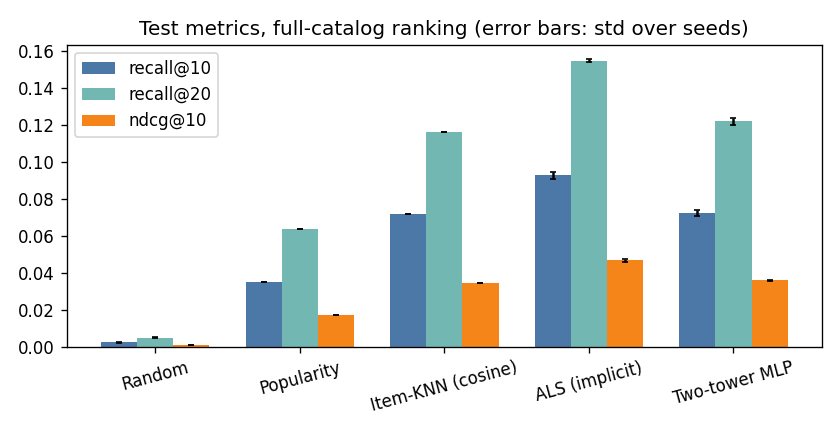 Test metrics, full-catalog ranking (error bars: std over seeds)
recall@10
recall@20
ndcg@10
0.16
0.14
0.12
0.10
0.08
0.06
0.04
0.02
0.00
Random
Popularity
Item-KNN (cosine)
ALS (implicit)
Two-tower MLP